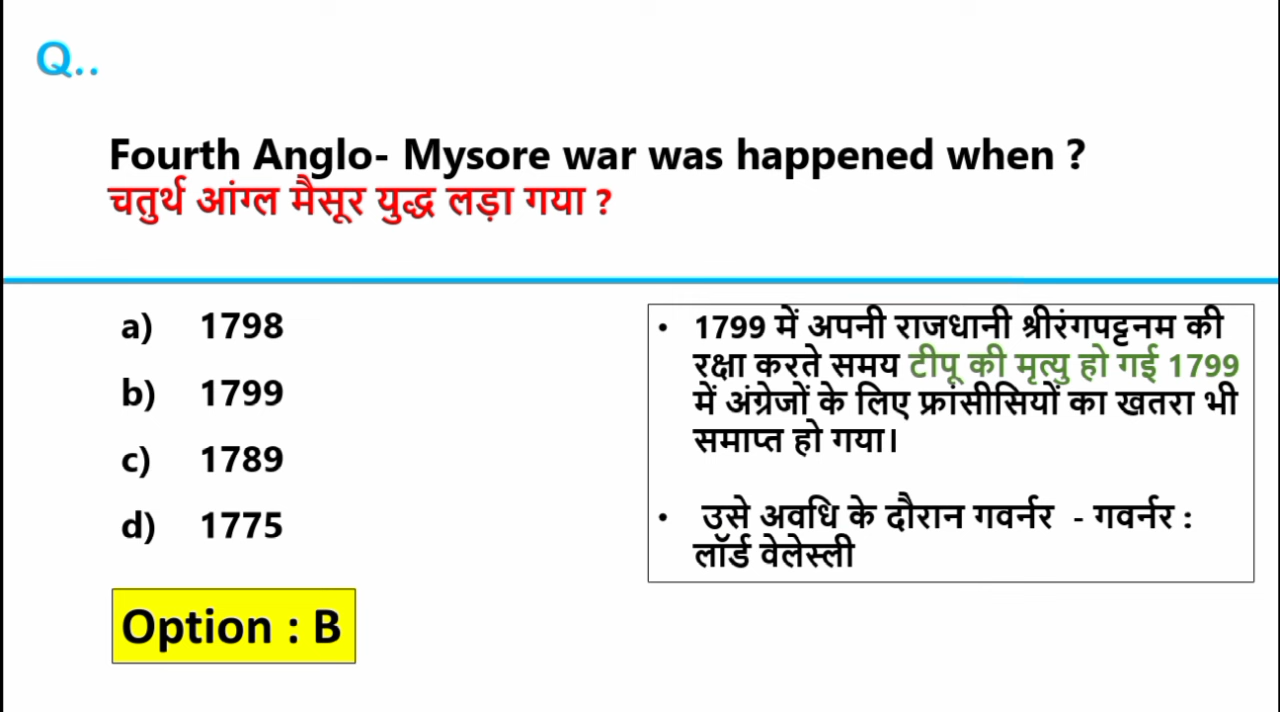 Q..
Fourth Anglo- Mysore war was happened when ?
चतुर्थ आंग्ल मैसूर युद्ध लड़ा गया ?
a) 1798
b) 1799
c) 1789
d) 1775
Option : B
• 1799 में अपनी राजधानी श्रीरंगपट्टनम की
रक्षा करते समय टीपू की मृत्यु हो गई 1799
में अंग्रेजों के लिए फ्रांसीसियों का खतरा भी
समाप्त हो गया।
• उसे अवधि के दौरान गवर्नर - गवर्नर :
लॉर्ड वेलेस्ली